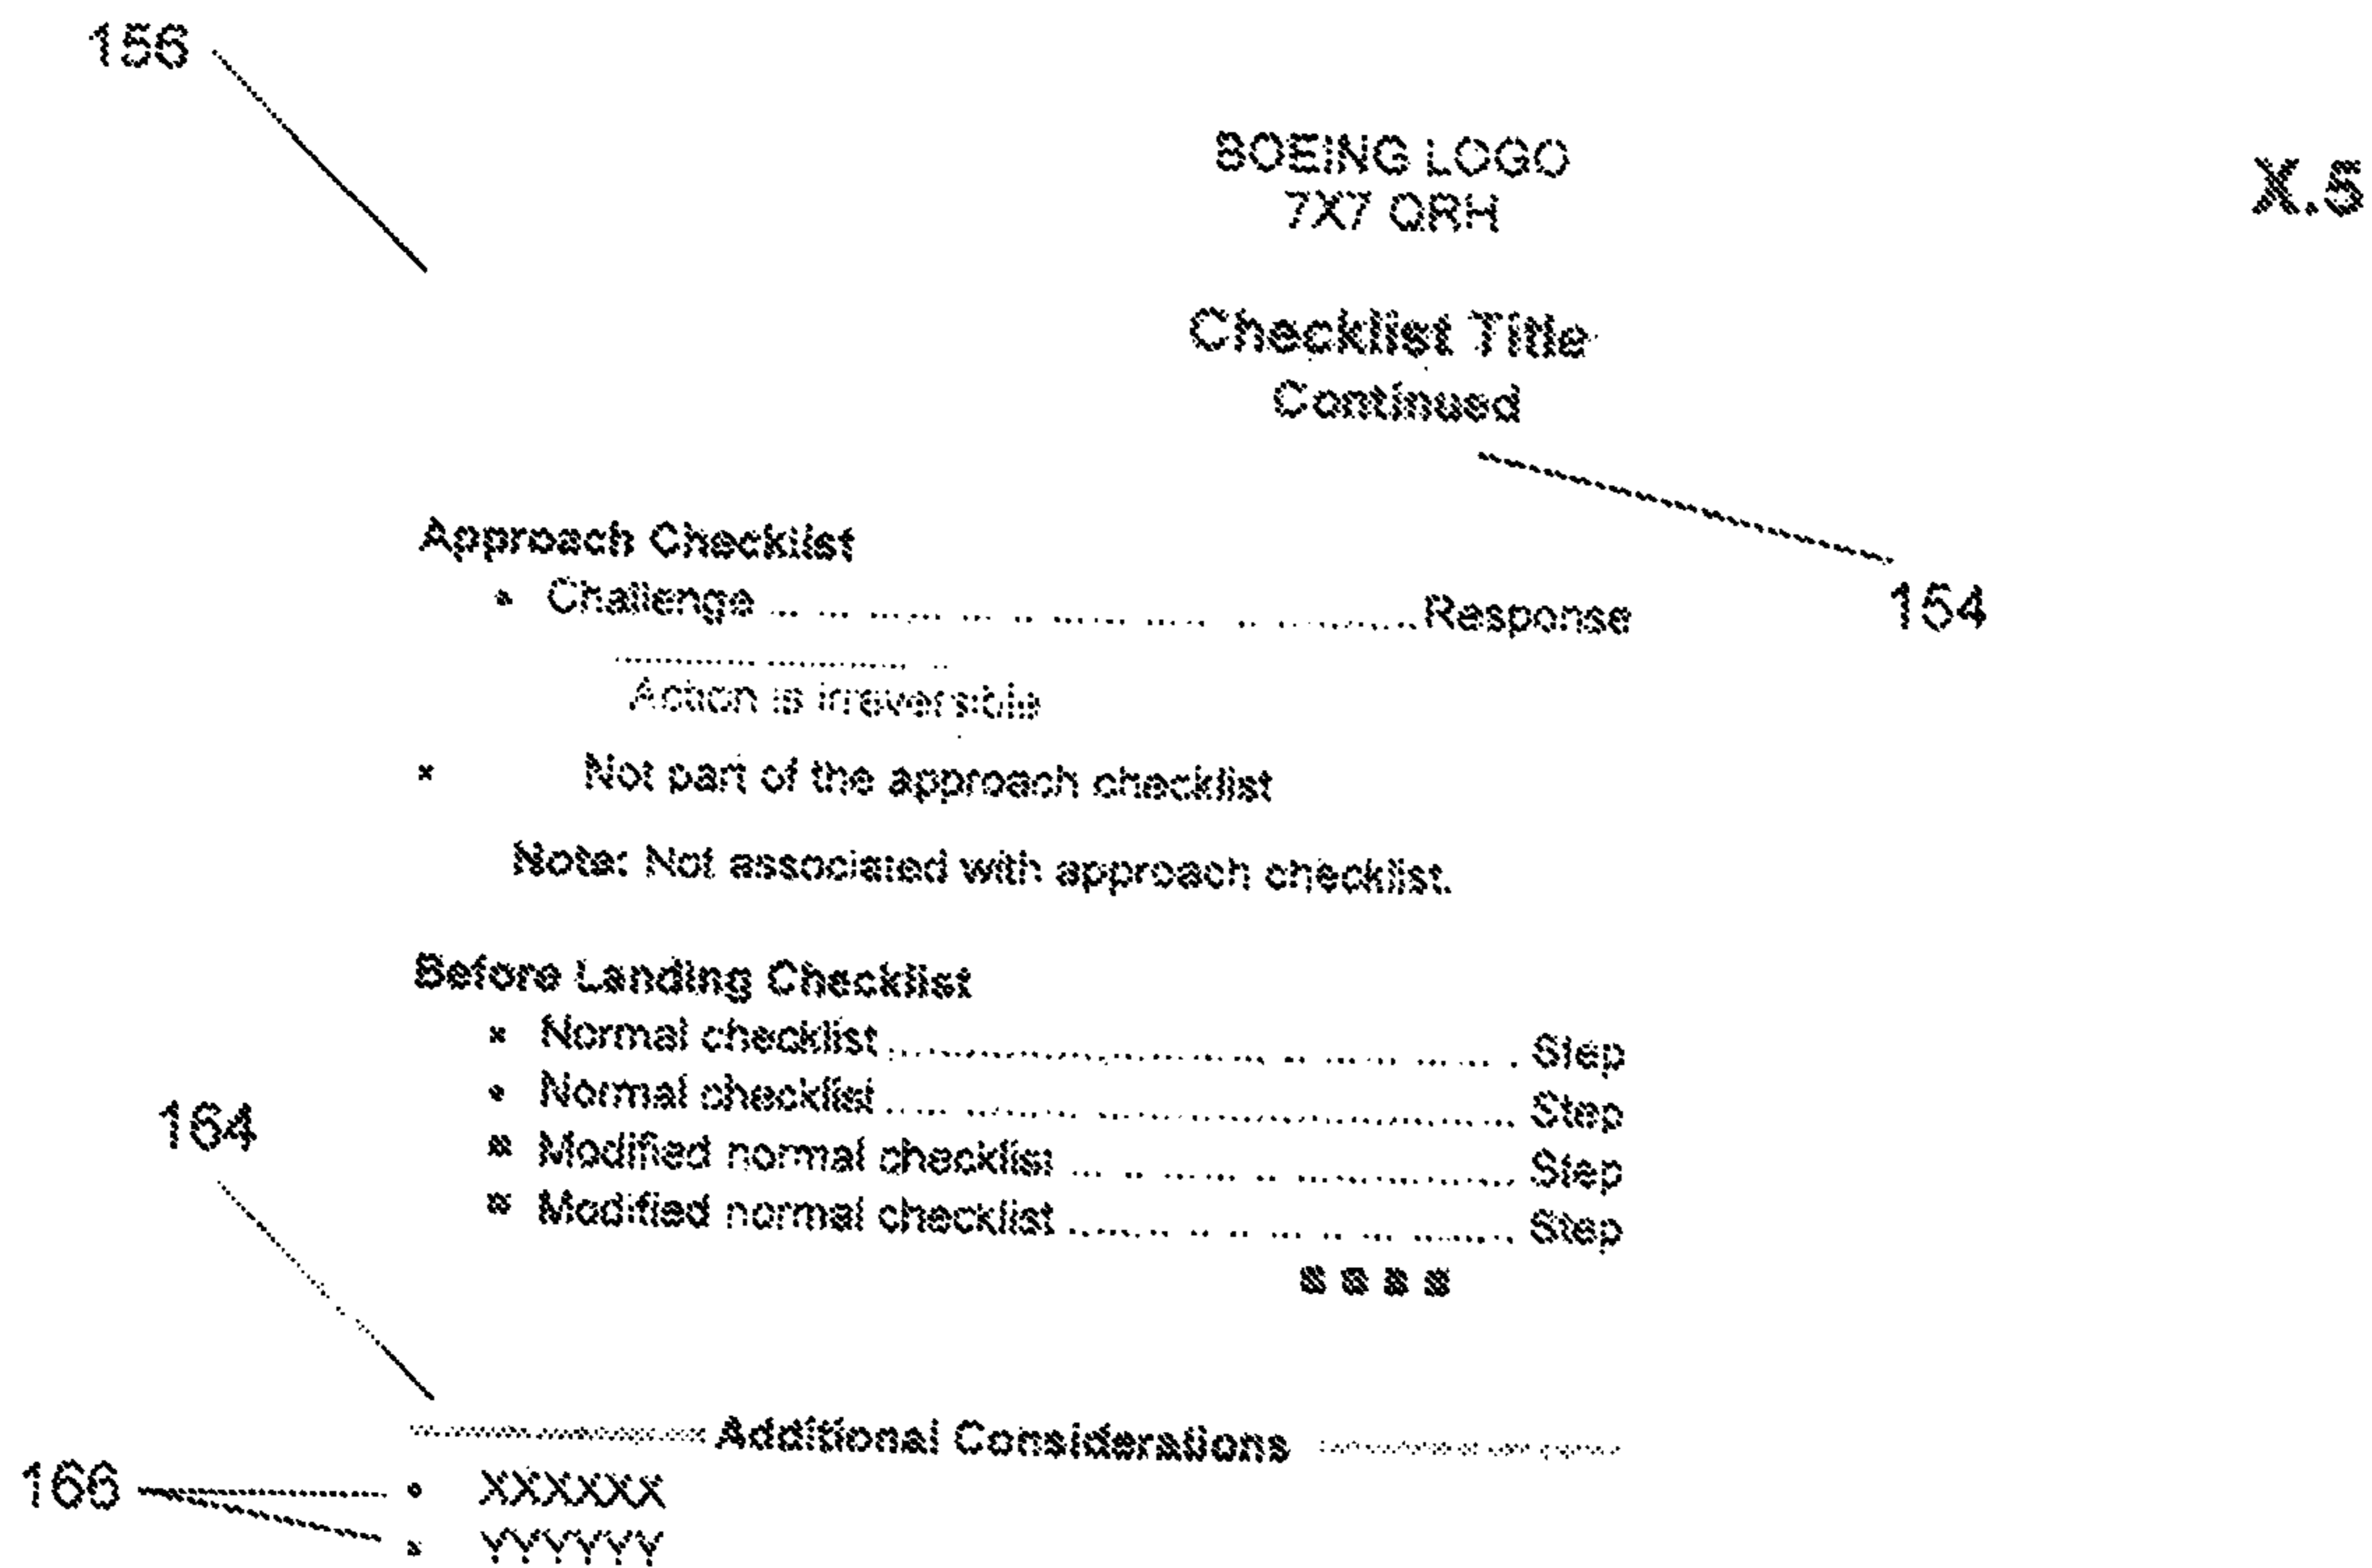 156
BOEING LOGO
7X7 QRH
X.5
Checklist Title
Continued
Approach Checklist
• Challenge ........ Response
154
Action is irreversible
• Not part of the approach checklist
Note: Not associated with approach checklist.
Before Landing Checklist
• Normal checklist ........ Step
• Normal checklist ........ Step
164
▪ Modified normal checklist ........ Step
▪ Modified normal checklist ........ Step
■ ■ ■ ■
Additional Considerations
166 • XXXXXX
• YYYYYY